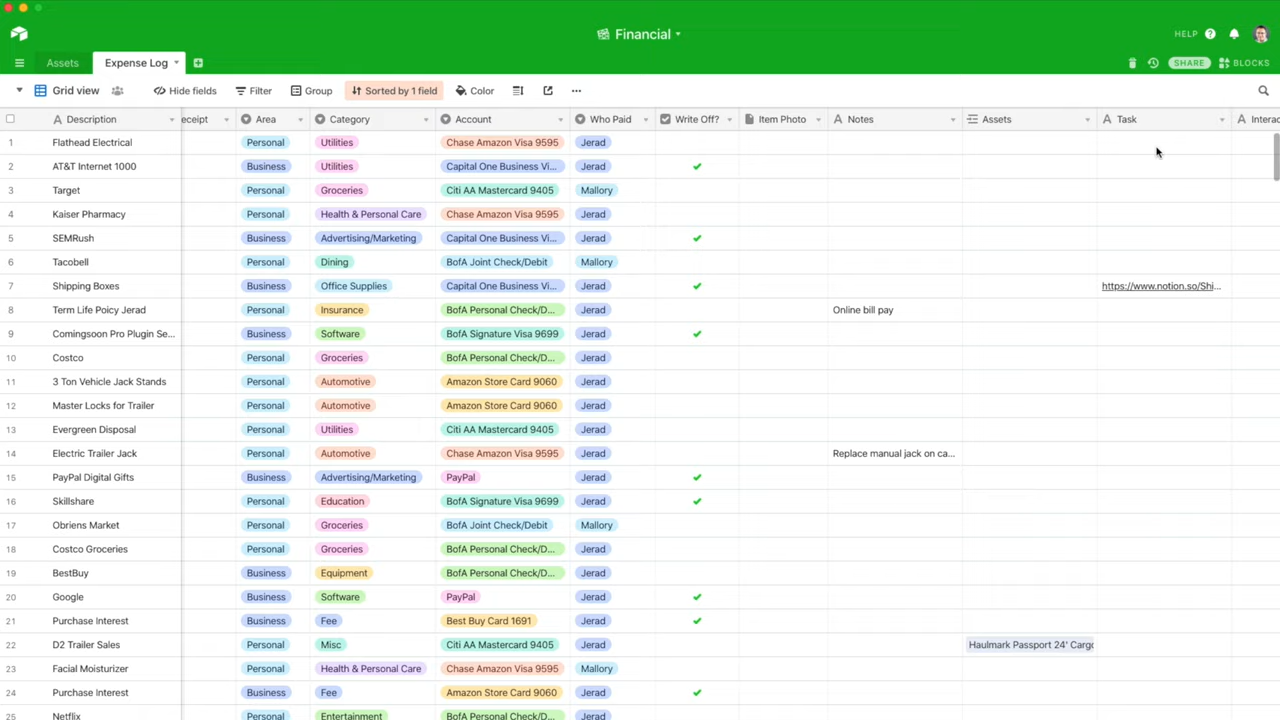 Financial
HELP
Assets
Expense Log
SHARE
BLOCKS
Grid view
Hide fields
Filter
Group
Sorted by 1 field
Color
Description eceipt Area Category Account Who Paid Write Off? Item Photo Notes Assets Task Interac
1 Flathead Electrical Personal Utilities Chase Amazon Visa 9595 Jerad
2 AT&T Internet 1000 Business Utilities Capital One Business Vi... Jerad
3 Target Personal Groceries Citi AA Mastercard 9405 Mallory
4 Kaiser Pharmacy Personal Health & Personal Care Chase Amazon Visa 9595 Jerad
5 SEMRush Business Advertising/Marketing Capital One Business Vi... Jerad
6 Tacobell Personal Dining BofA Joint Check/Debit Mallory
7 Shipping Boxes Business Office Supplies Capital One Business Vi... Jerad https://www.notion.so/Shi...
8 Term Life Poicy Jerad Personal Insurance BofA Personal Check/D... Jerad Online bill pay
9 Comingsoon Pro Plugin Se... Business Software BofA Signature Visa 9699 Jerad
10 Costco Personal Groceries BofA Personal Check/D... Jerad
11 3 Ton Vehicle Jack Stands Personal Automotive Amazon Store Card 9060 Jerad
12 Master Locks for Trailer Personal Automotive Amazon Store Card 9060 Jerad
13 Evergreen Disposal Personal Utilities Citi AA Mastercard 9405 Jerad
14 Electric Trailer Jack Personal Automotive Chase Amazon Visa 9595 Jerad Replace manual jack on ca...
15 PayPal Digital Gifts Business Advertising/Marketing PayPal Jerad
16 Skillshare Personal Education BofA Signature Visa 9699 Jerad
17 Obriens Market Personal Groceries BofA Joint Check/Debit Mallory
18 Costco Groceries Personal Groceries BofA Personal Check/D... Jerad
19 BestBuy Business Equipment BofA Personal Check/D... Jerad
20 Google Business Software PayPal Jerad
21 Purchase Interest Business Fee Best Buy Card 1691 Jerad
22 D2 Trailer Sales Personal Misc Citi AA Mastercard 9405 Jerad Haulmark Passport 24' Cargo
23 Facial Moisturizer Personal Health & Personal Care Chase Amazon Visa 9595 Mallory
24 Purchase Interest Business Fee Amazon Store Card 9060 Jerad
25 Netflix Personal Entertainment BofA Personal Check/D... Jerad